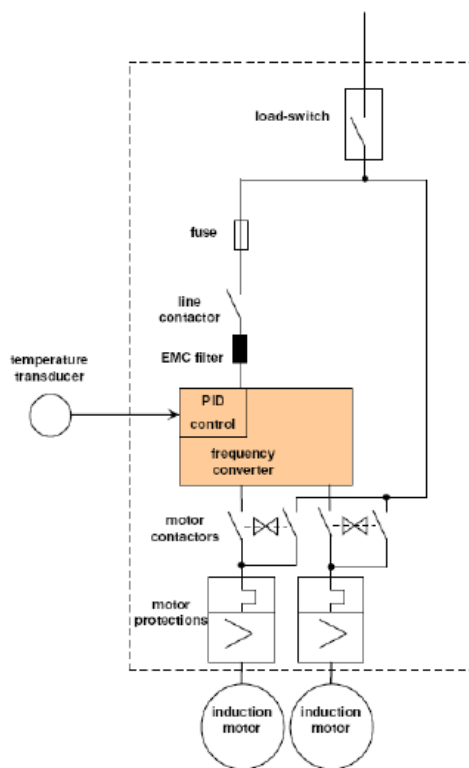 load-switch
fuse
line
contactor
EMC filter
temperature
transducer
PID
control
frequency
converter
motor
contactors
motor
protections
induction
motor
induction
motor